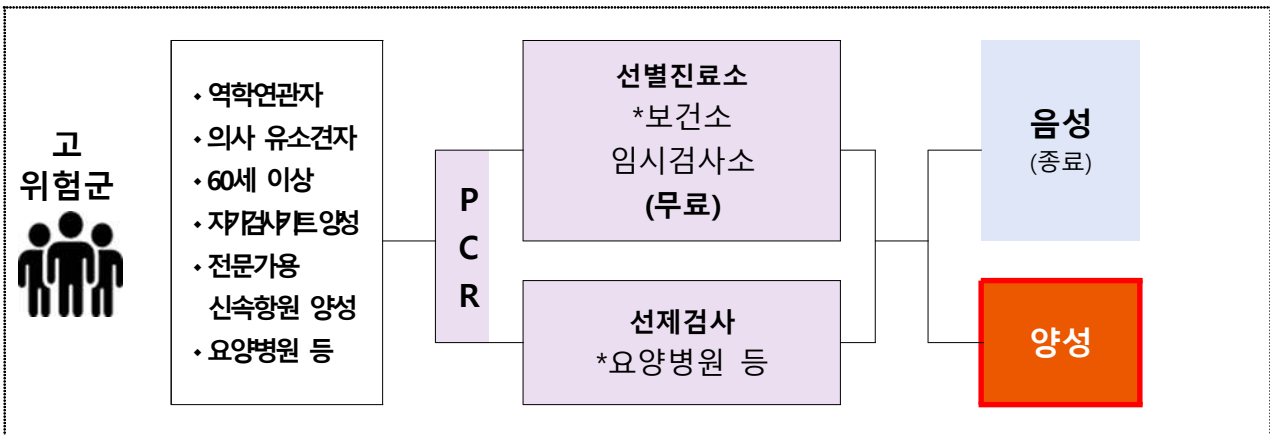 고
위험군
역학연관자
의사 유소견자
60세 이상
자가검사키트 양성
전문가용
신속항원 양성
요양병원 등
P
C
R
선별진료소
*보건소
임시검사소
(무료)
선제검사
*요양병원 등
음성
(종료)
양성